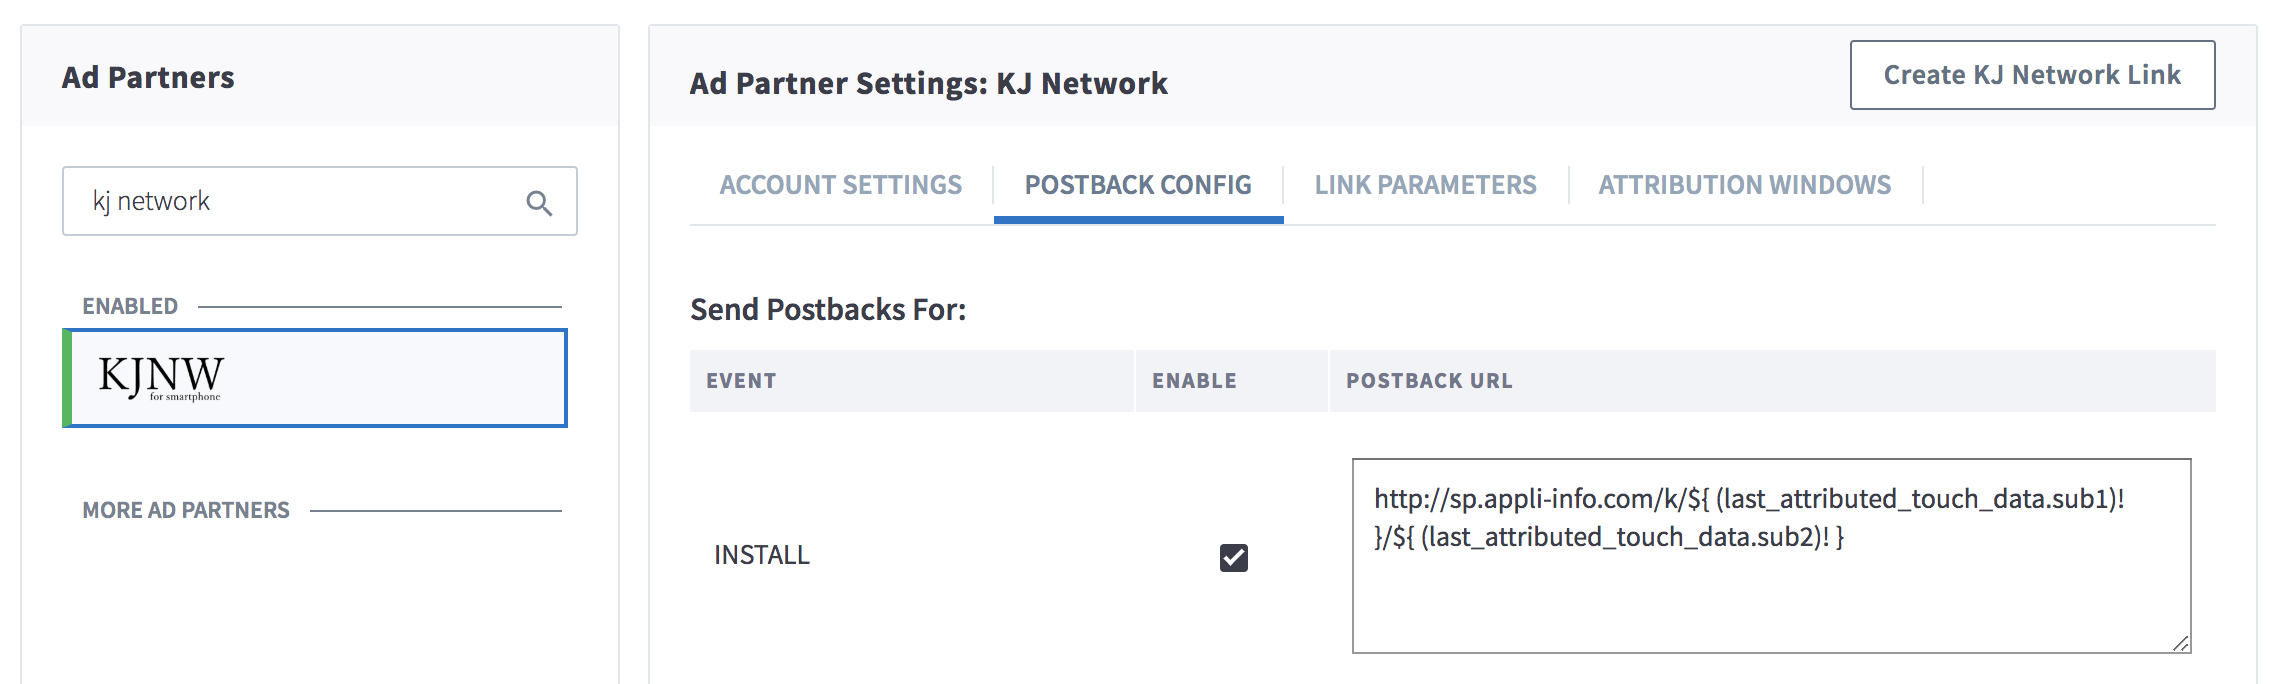 Ad Partners
kj network
ENABLED
KJNW
for smartphone
MORE AD PARTNERS
Ad Partner Settings: KJ Network
Create KJ Network Link
ACCOUNT SETTINGS
POSTBACK CONFIG
LINK PARAMETERS
ATTRIBUTION WINDOWS
Send Postbacks For:
EVENT
ENABLE
POSTBACK URL
INSTALL
http://sp.appli-info.com/k/${ (last_attributed_touch_data.sub1)!
}/${ (last_attributed_touch_data.sub2)! }